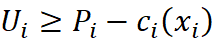 𝑈ᵢ ≥ 𝑃ᵢ − 𝑐ᵢ(𝑥ᵢ)